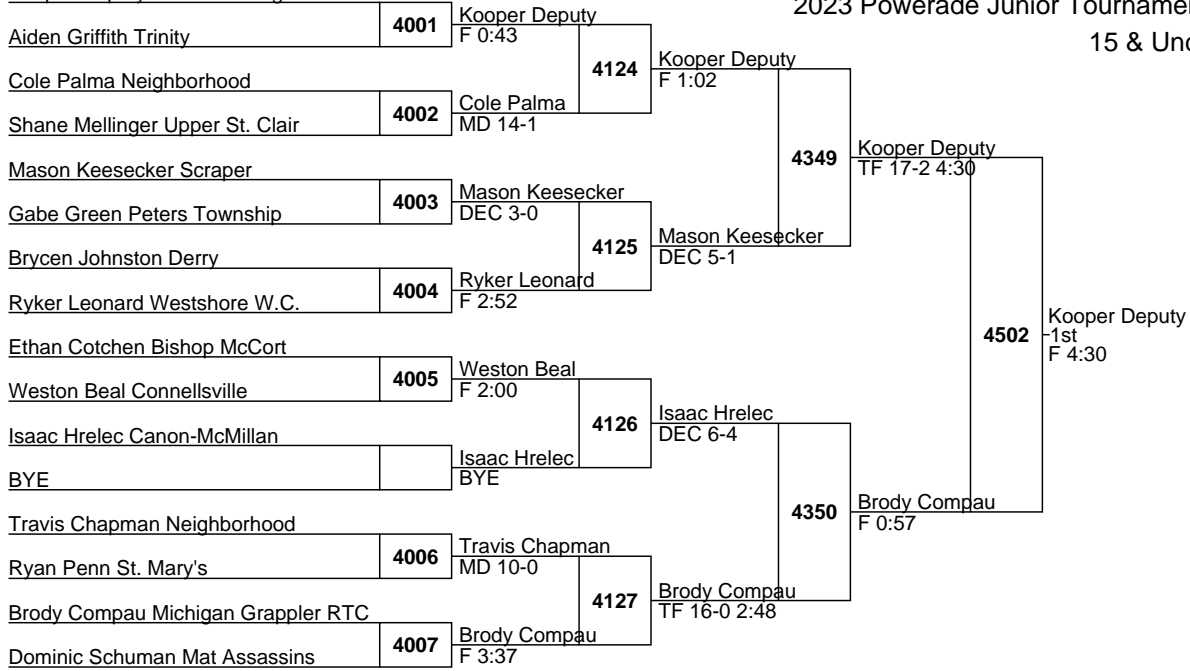 2023 Powerade Junior
15 &
Aiden Griffith Trinity
4001
Kooper Deputy
F 0:43
Cole Palma Neighborhood
4124
Kooper Deputy
F 1:02
Shane Mellinger Upper St. Clair
4002
Cole Palma
MD 14-1
Mason Keesecker Scraper
4349
Kooper Deputy
TF 17-2 4:30
Gabe Green Peters Township
4003
Mason Keesecker
DEC 3-0
Brycen Johnston Derry
4125
Mason Keesecker
DEC 5-1
Ryker Leonard Westshore W.C.
4004
Ryker Leonard
F 2:52
Ethan Cotchen Bishop McCort
4502
Kooper Deputy
1st
F 4:30
Weston Beal Connellsville
4005
Weston Beal
F 2:00
Isaac Hrelec Canon-McMillan
4126
Isaac Hrelec
DEC 6-4
BYE
Isaac Hrelec
BYE
Travis Chapman Neighborhood
4350
Brody Compau
F 0:57
Ryan Penn St. Mary's
4006
Travis Chapman
MD 10-0
Brody Compau Michigan Grappler RTC
4127
Brody Compau
TF 16-0 2:48
Dominic Schuman Mat Assassins
4007
Brody Compau
F 3:37